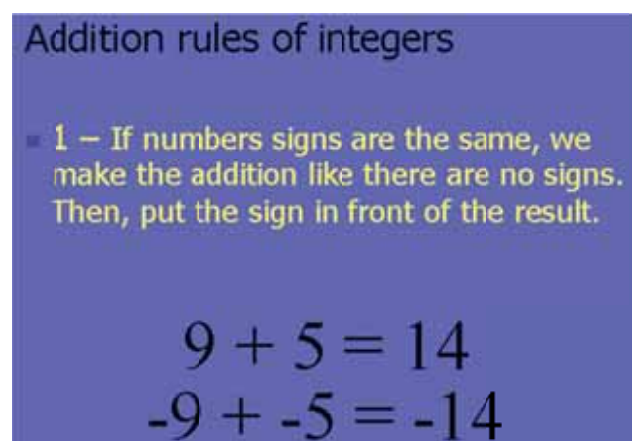 Addition rules of integers
1 – If numbers signs are the same, we
make the addition like there are no signs.
Then, put the sign in front of the result.
9 + 5 = 14
-9 + -5 = -14